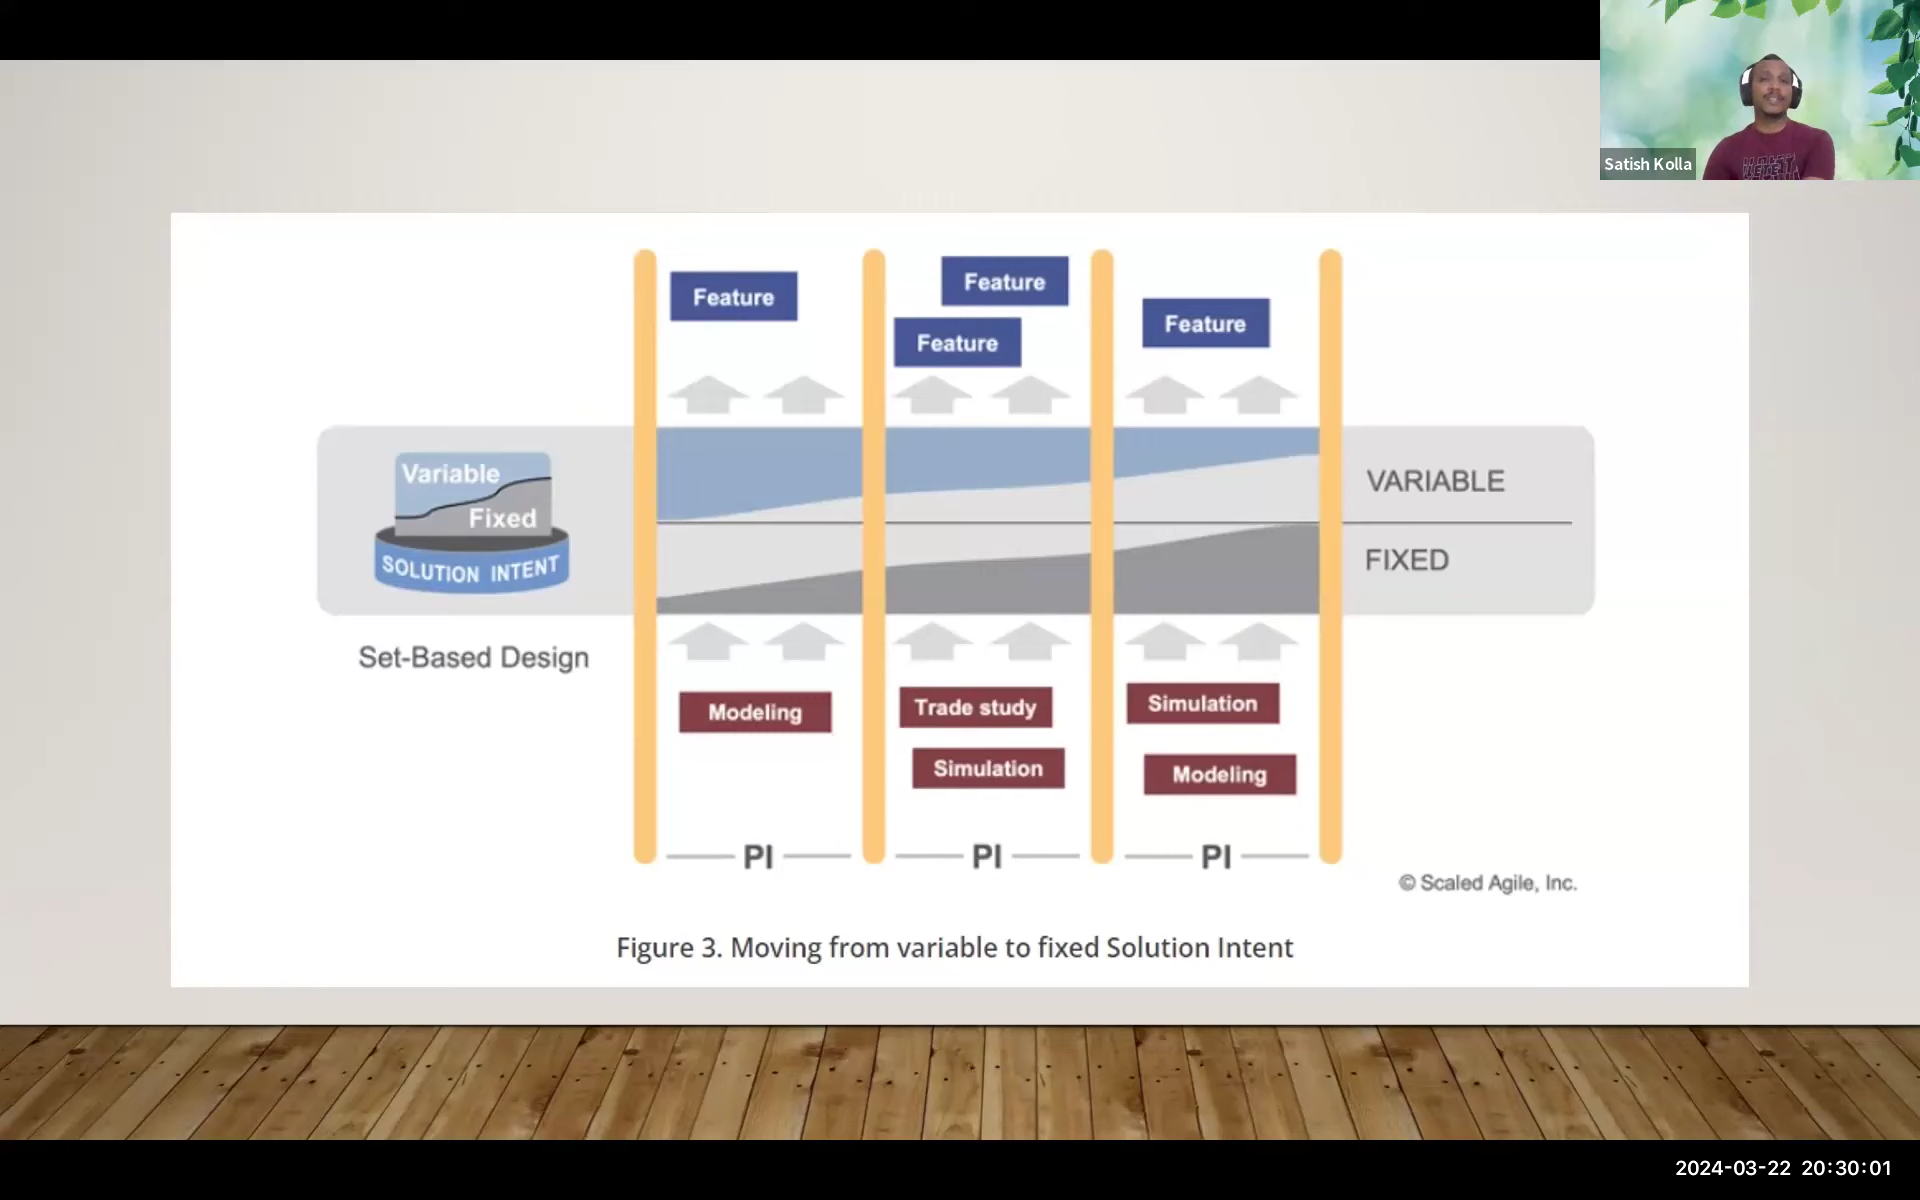 Satish Kolla
Feature
Feature
Feature
Feature
Variable
Fixed
SOLUTION INTENT
VARIABLE
FIXED
Set-Based Design
Modeling
Trade study
Simulation
Simulation
Modeling
PI
PI
PI
© Scaled Agile, Inc.
Figure 3. Moving from variable to fixed Solution Intent
2024-03-22 20:30:01